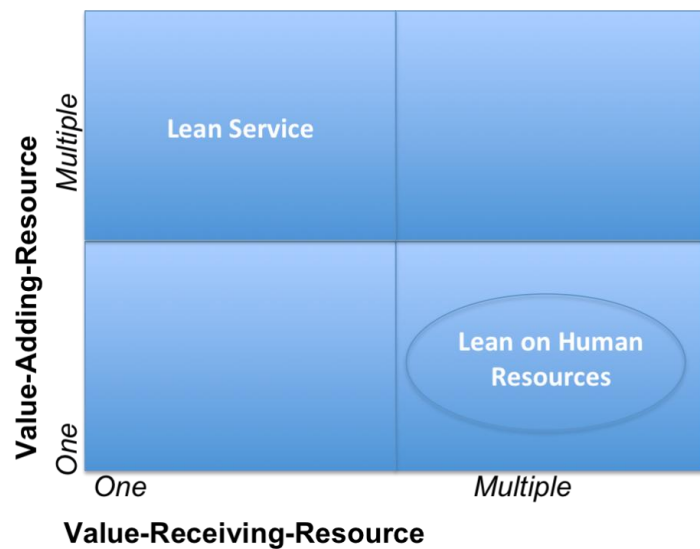 Value-Adding-Resource
Multiple
One
Lean Service
Lean on Human
Resources
One
Multiple
Value-Receiving-Resource